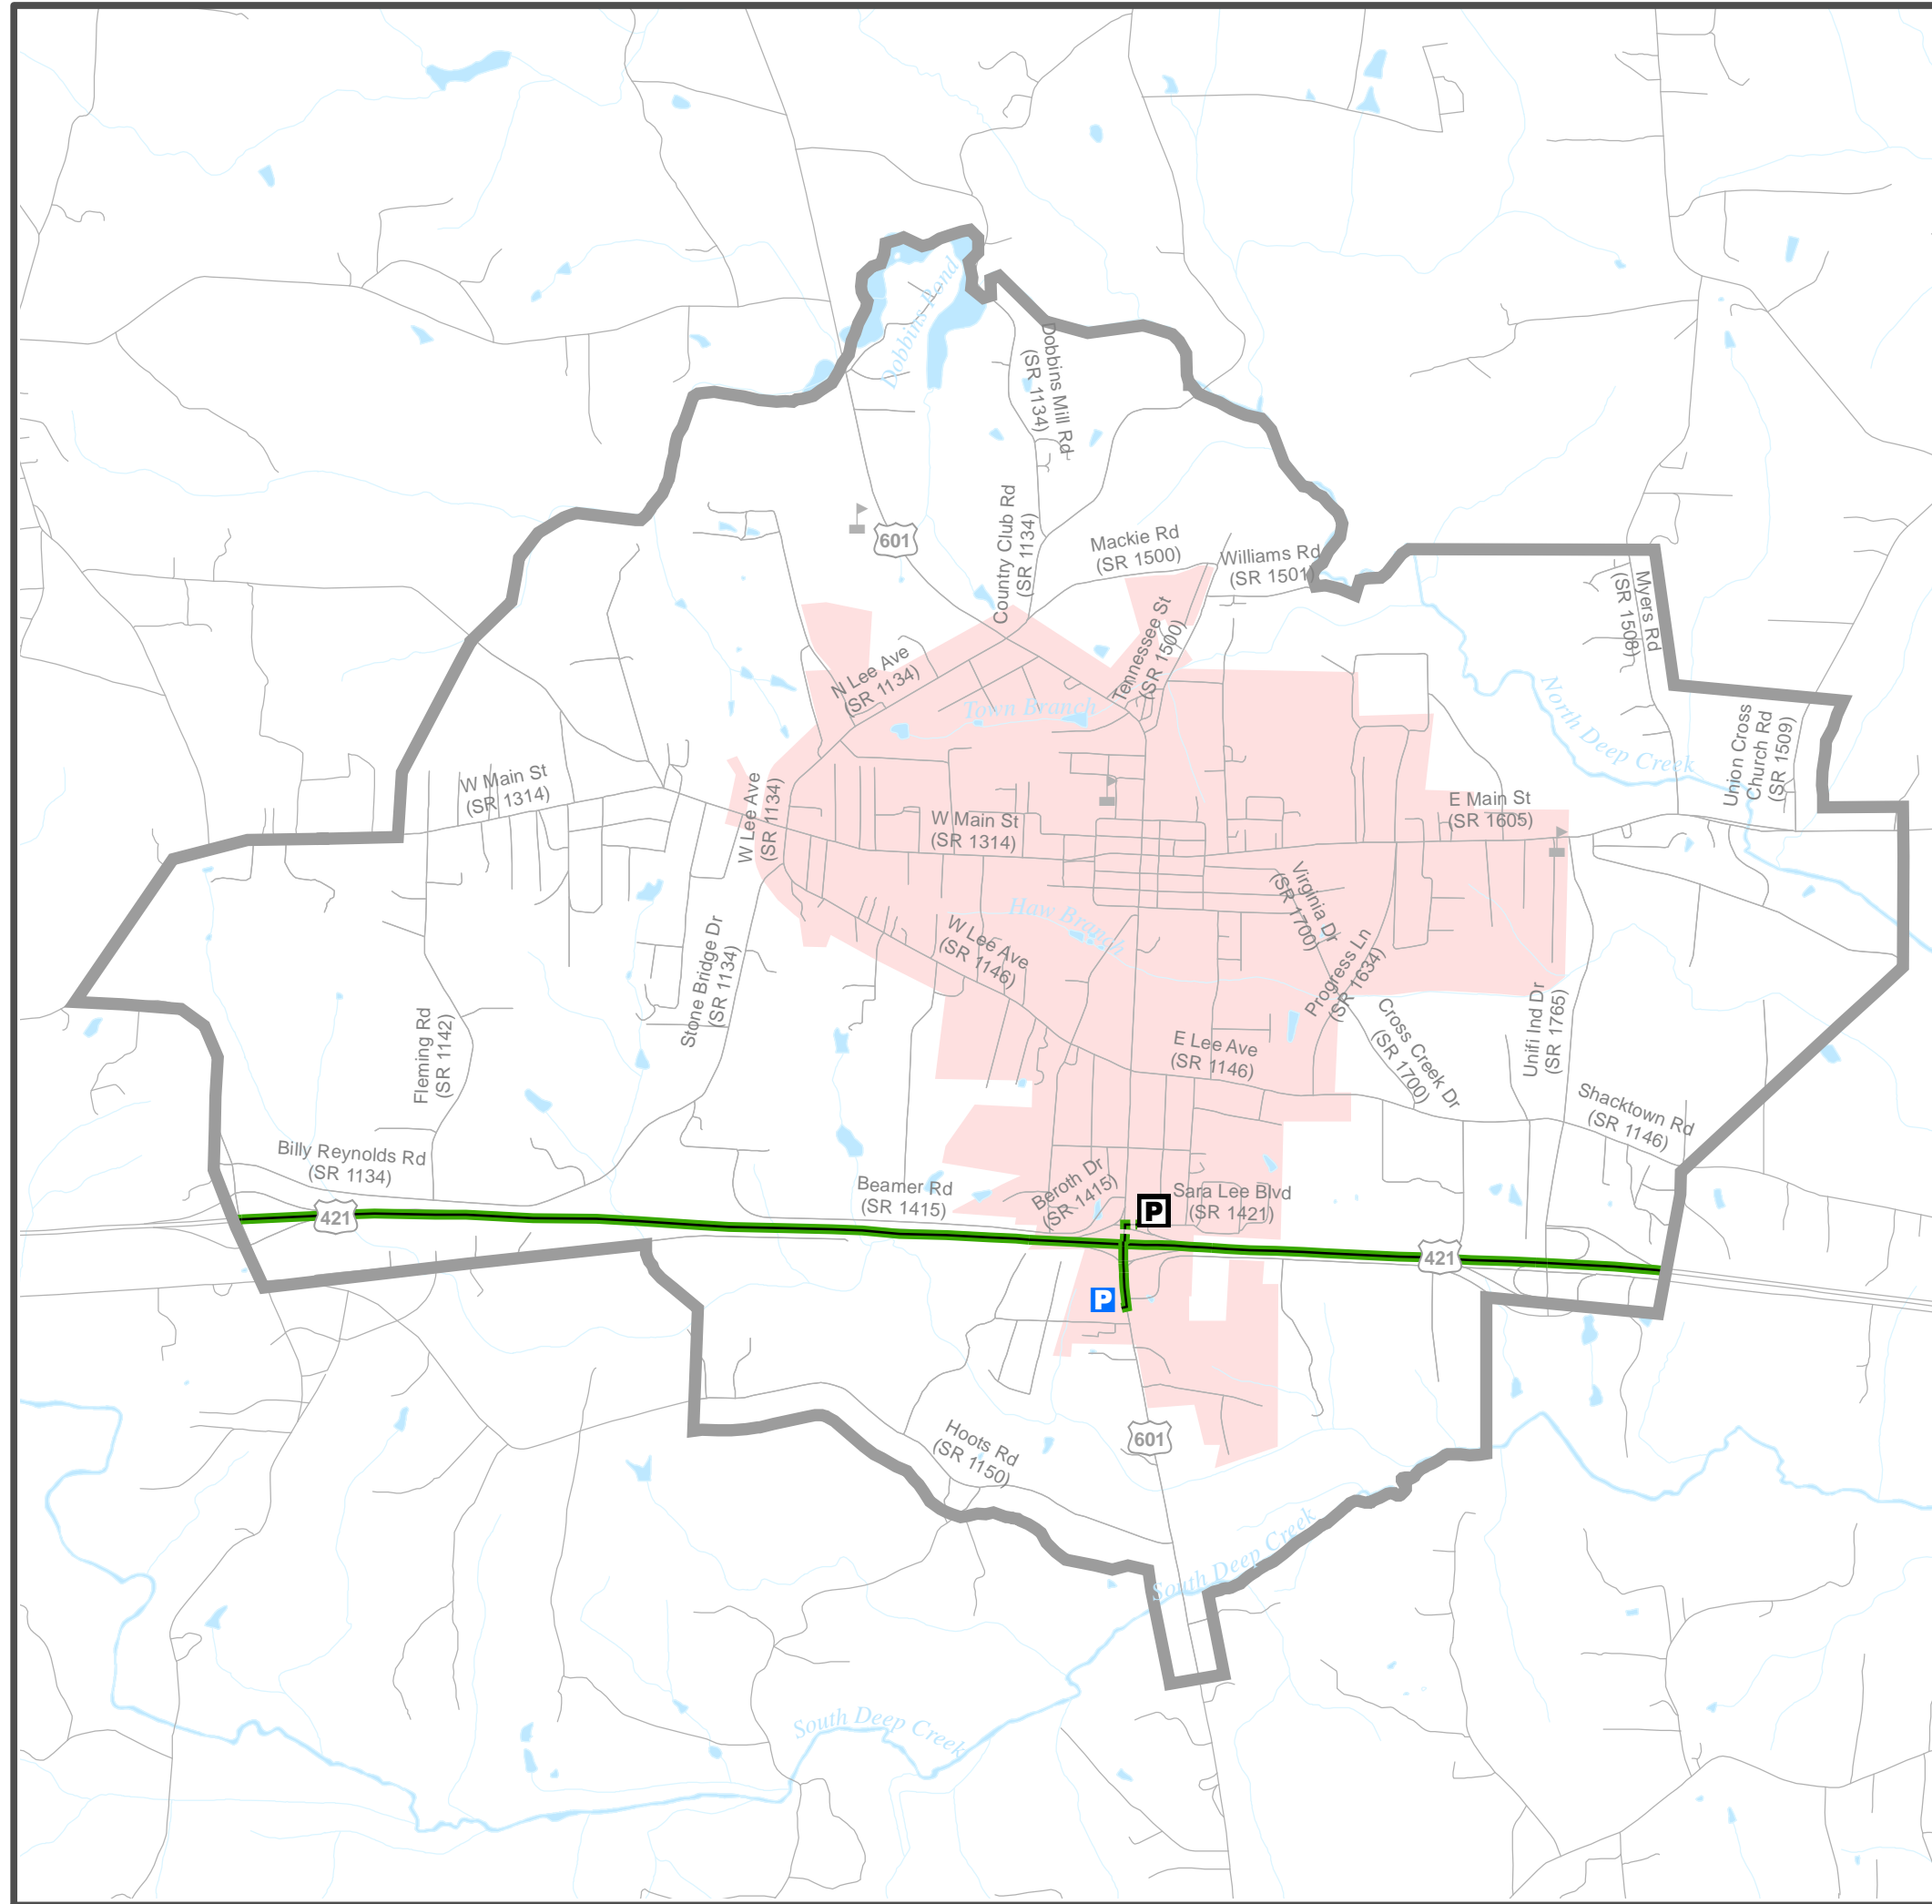 Dobbins Pond
Dobbins Mill Rd
(SR 1134)
601
Country Club Rd
(SR 1134)
Mackie Rd
(SR 1500)
Williams Rd
(SR 1501)
Myers Rd
(SR 1508)
Tennessee St
(SR 1500)
N Lee Ave
(SR 1134)
Town Branch
North Deep Creek
Union Cross
Church Rd
(SR 1509)
W Main St
(SR 1314)
W Lee Ave
(SR 1134)
W Main St
(SR 1314)
E Main St
(SR 1605)
Virginia Dr
(SR 1700)
Haw Branch
W Lee Ave
(SR 1146)
Stone Bridge Dr
(SR 1134)
Progress Ln
(SR 1634)
Fleming Rd
(SR 1142)
E Lee Ave
(SR 1146)
Cross Creek Dr
(SR 1700)
Unifi Ind Dr
(SR 1765)
Shacktown Rd
(SR 1146)
Billy Reynolds Rd
(SR 1134)
Beamer Rd
(SR 1415)
Beroth Dr
(SR 1415)
Sara Lee Blvd
(SR 1421)
P
421
421
P
Hoots Rd
(SR 1150)
601
South Deep Creek
South Deep Creek